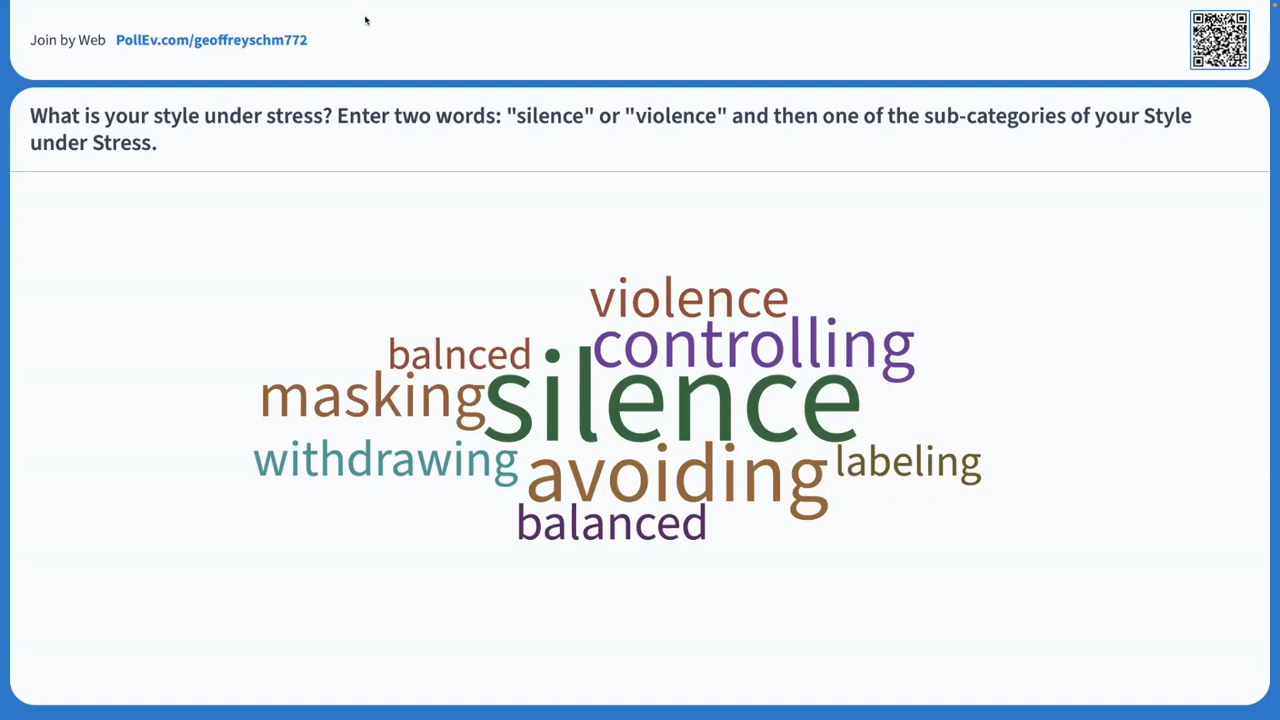 Join by Web PollEv.com/geoffreyschm772
What is your style under stress? Enter two words: "silence" or "violence" and then one of the sub-categories of your Style
under Stress.
violence
controlling
balnced
silence
masking
withdrawing
avoiding
labeling
balanced